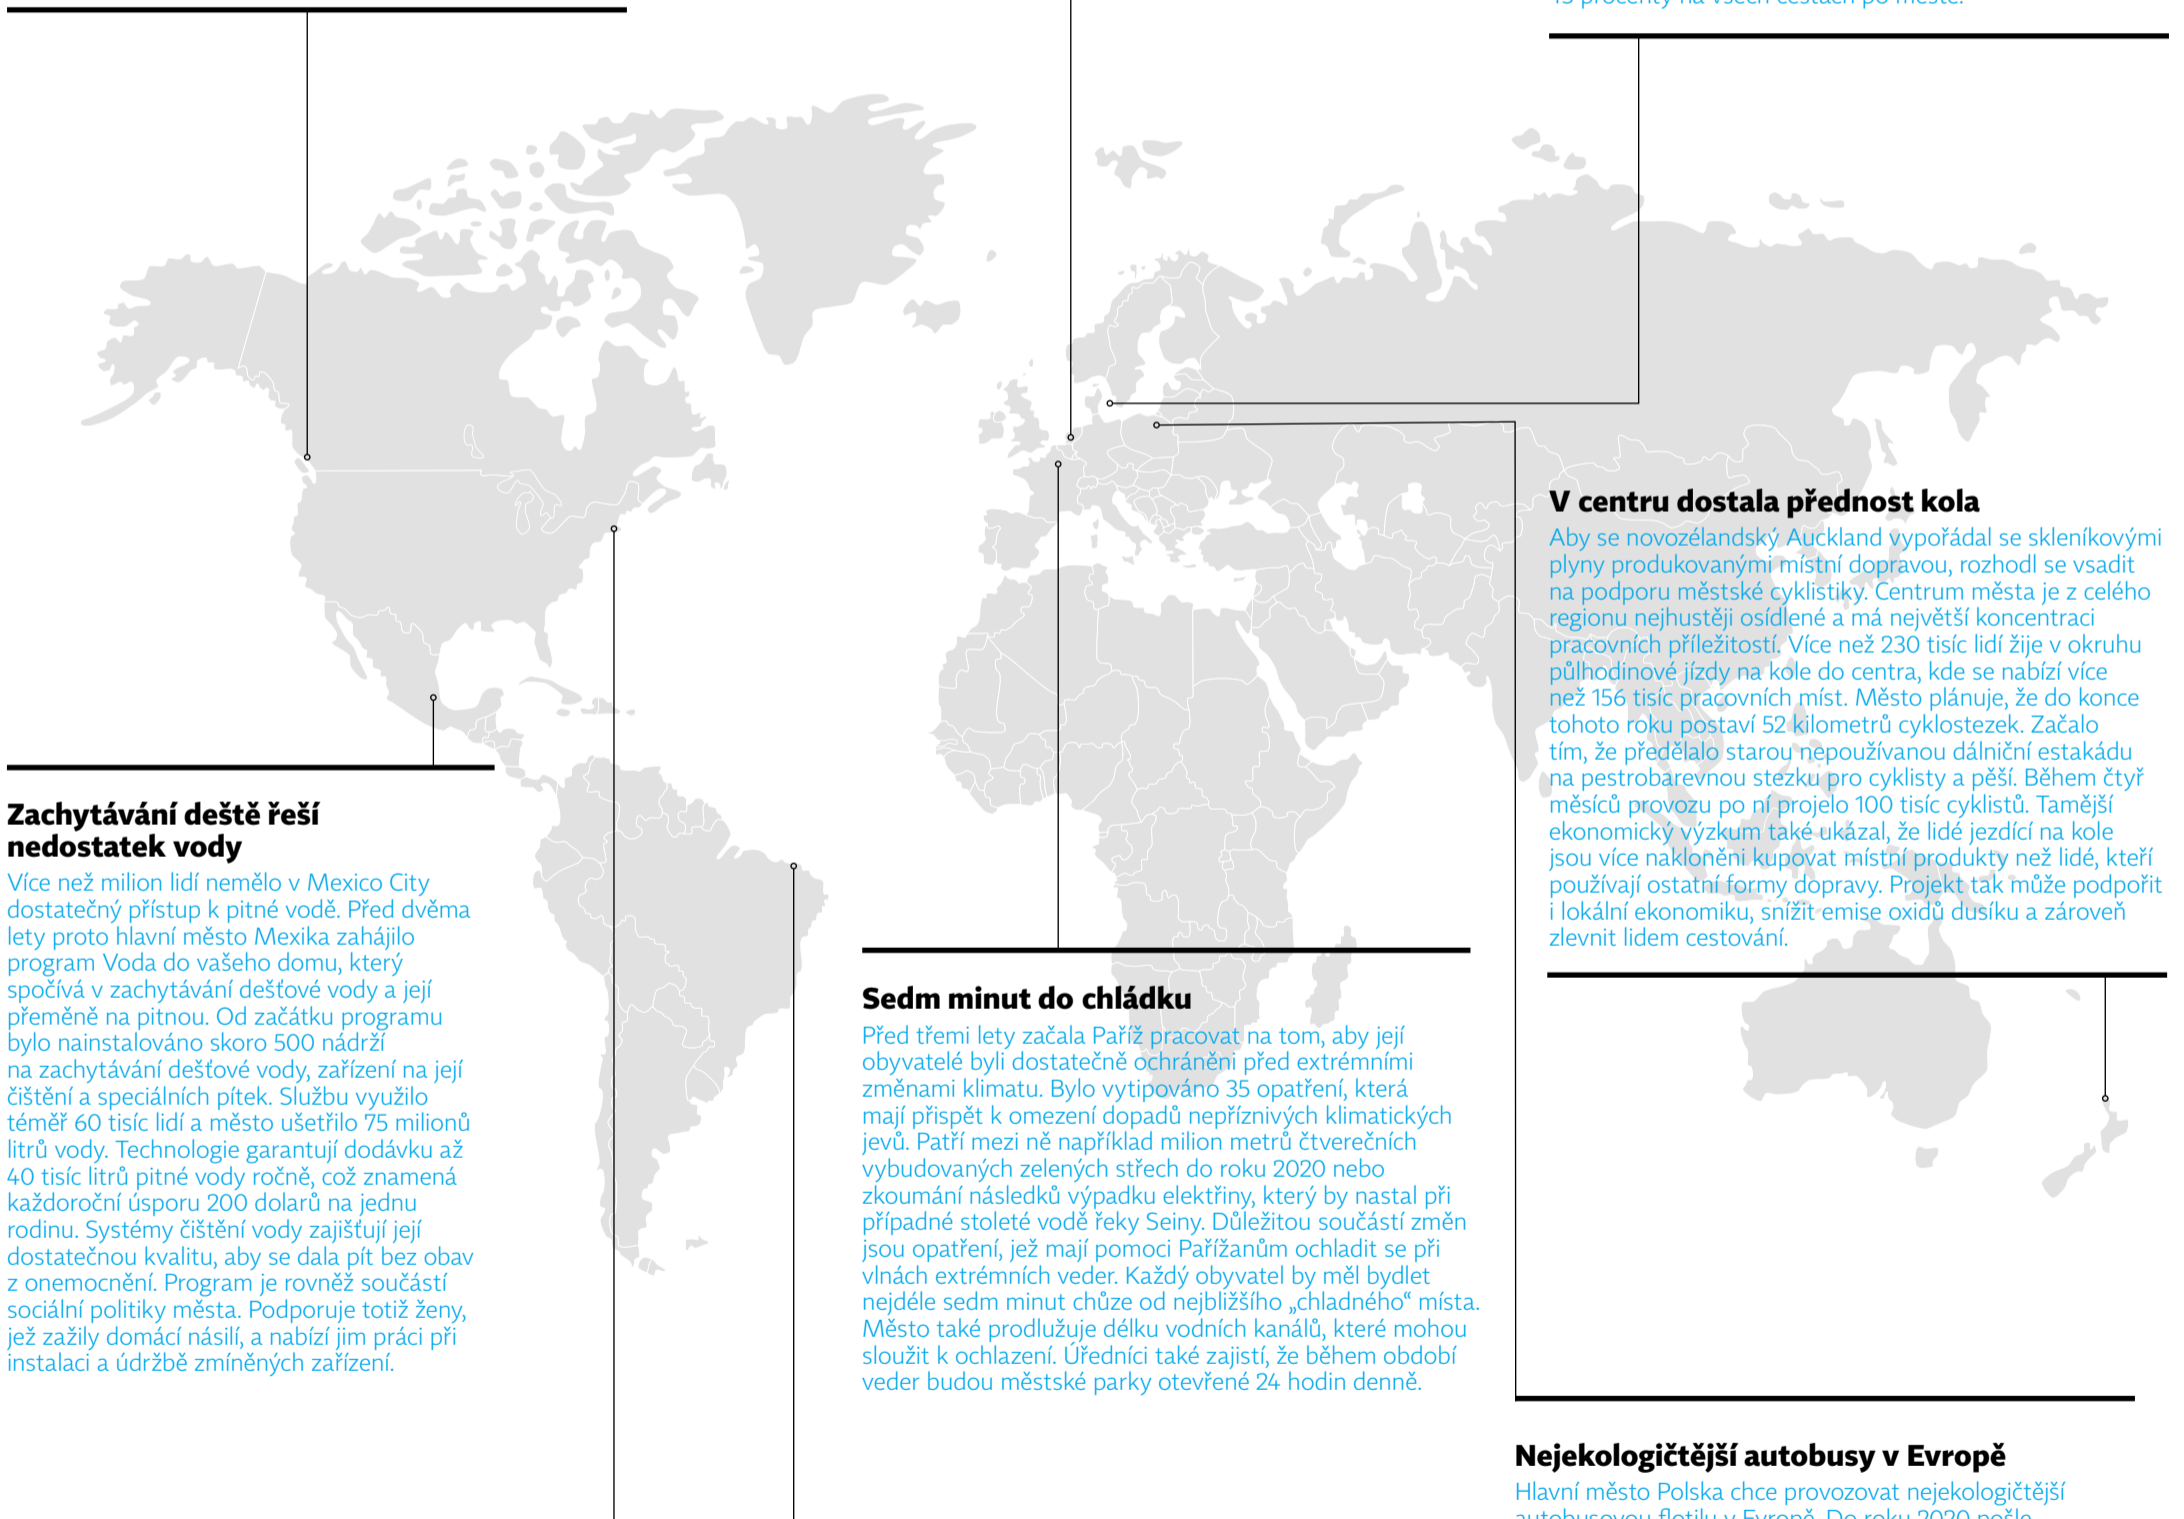 15 procenty na všech cestách po městě.
V centru dostala přednost kola
Aby se novozélandský Auckland vypořádal se skleníkovými
plyny produkovanými místní dopravou, rozhodl se vsadit
na podporu městské cyklistiky. Centrum města je z celého
regionu nejhustěji osídlené a má největší koncentraci
pracovních příležitostí. Více než 230 tisíc lidí žije v okruhu
půlhodinové jízdy na kole do centra, kde se nabízí více
než 156 tisíc pracovních míst. Město plánuje, že do konce
tohoto roku postaví 52 kilometrů cyklostezek. Začalo
tím, že předělalo starou nepoužívanou dálniční estakádu
na pestrobarevnou stezku pro cyklisty a pěší. Během čtyř
měsíců provozu po ní projelo 100 tisíc cyklistů. Tamější
ekonomický výzkum také ukázal, že lidé jezdící na kole
jsou více nakloněni kupovat místní produkty než lidé, kteří
používají ostatní formy dopravy. Projekt tak může podpořit
i lokální ekonomiku, snížit emise oxidů dusíku a zároveň
zlevnit lidem cestování.
Zachytávání deště řeší
nedostatek vody
Více než milion lidí nemělo v Mexico City
dostatečný přístup k pitné vodě. Před dvěma
lety proto hlavní město Mexika zahájilo
program Voda do vašeho domu, který
spočívá v zachytávání dešťové vody a její
přeměně na pitnou. Od začátku programu
bylo nainstalováno skoro 500 nádrží
na zachytávání dešťové vody, zařízení na její
čištění a speciálních pítek. Službu využilo
téměř 60 tisíc lidí a město ušetřilo 75 milionů
litrů vody. Technologie garantují dodávku až
40 tisíc litrů pitné vody ročně, což znamená
každoroční úsporu 200 dolarů na jednu
rodinu. Systémy čištění vody zajišťují její
dostatečnou kvalitu, aby se dala pít bez obav
z onemocnění. Program je rovněž součástí
sociální politiky města. Podporuje totiž ženy,
jež zažily domácí násilí, a nabízí jim práci při
instalaci a údržbě zmíněných zařízení.
Sedm minut do chládku
Před třemi lety začala Paříž pracovat na tom, aby její
obyvatelé byli dostatečně ochráněni před extrémními
změnami klimatu. Bylo vytipováno 35 opatření, která
mají přispět k omezení dopadů nepříznivých klimatických
jevů. Patří mezi ně například milion metrů čtverečních
vybudovaných zelených střech do roku 2020 nebo
zkoumání následků výpadku elektřiny, který by nastal při
případné stoleté vodě řeky Seiny. Důležitou součástí změn
jsou opatření, jež mají pomoci Pařížanům ochladit se při
vlnách extrémních veder. Každý obyvatel by měl bydlet
nejdéle sedm minut chůze od nejbližšího „chladného“ místa.
Město také prodlužuje délku vodních kanálů, které mohou
sloužit k ochlazení. Úředníci také zajistí, že během období
veder budou městské parky otevřené 24 hodin denně.
Nejekologičtější autobusy v Evropě
Hlavní město Polska chce provozovat nejekologičtější
autobusovou flotilu v Evropě. Do roku 2020 pošle